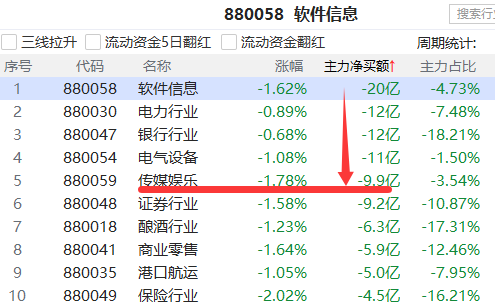 880058 软件信息
搜索行
三线拉升 流动资金5日翻红 流动资金翻红 周期统计:
序号 代码 名称 涨幅 主力净买额↑ 主力占比
1 880058 软件信息 -1.62% -20亿 -4.73%
2 880030 电力行业 -0.89% -12亿 -7.48%
3 880047 银行行业 -0.68% -12亿 -18.21%
4 880054 电气设备 -1.08% -11亿 -1.50%
5 880059 传媒娱乐 -1.78% -9.9亿 -3.54%
6 880048 证券行业 -1.58% -9.2亿 -10.87%
7 880018 酿酒行业 -1.23% -6.3亿 -17.31%
8 880041 商业零售 -1.64% -5.9亿 -12.46%
9 880035 港口航运 -1.05% -5.0亿 -7.95%
10 880049 保险行业 -2.02% -4.5亿 -16.21%